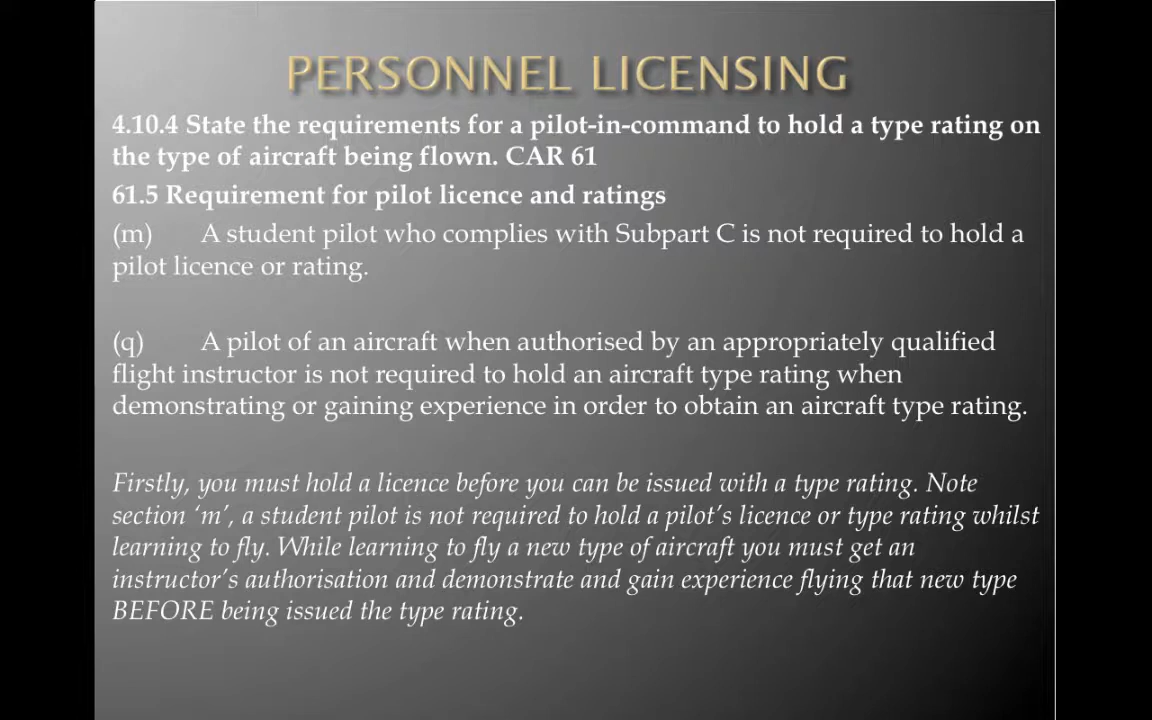 PERSONNEL LICENSING
4.10.4 State the requirements for a pilot-in-command to hold a type rating on
the type of aircraft being flown. CAR 61
61.5 Requirement for pilot licence and ratings
(m) A student pilot who complies with Subpart C is not required to hold a
pilot licence or rating.
(q) A pilot of an aircraft when authorised by an appropriately qualified
flight instructor is not required to hold an aircraft type rating when
demonstrating or gaining experience in order to obtain an aircraft type rating.
Firstly, you must hold a licence before you can be issued with a type rating. Note
section ‘m’, a student pilot is not required to hold a pilot’s licence or type rating whilst
learning to fly. While learning to fly a new type of aircraft you must get an
instructor’s authorisation and demonstrate and gain experience flying that new type
BEFORE being issued the type rating.